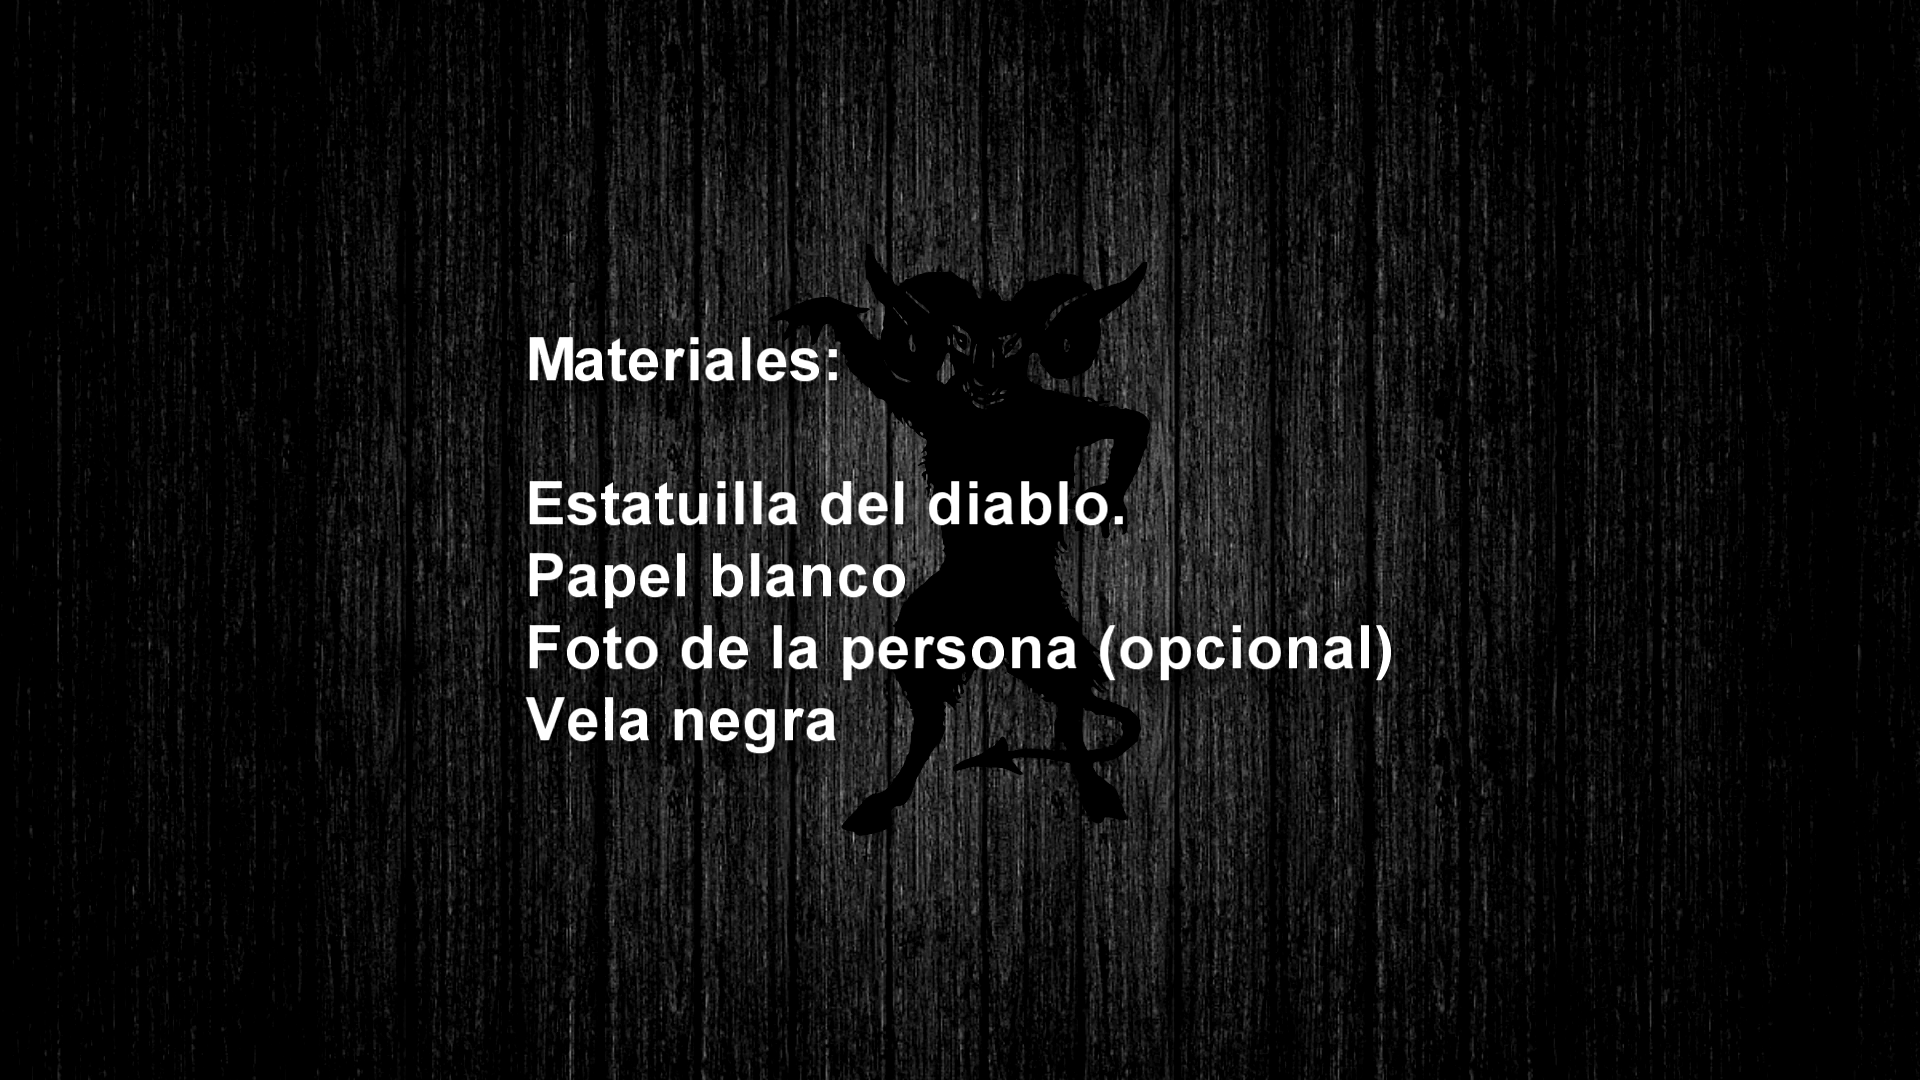 Materiales:
Estatuilla del diablo.
Papel blanco
Foto de la persona (opcional)
Vela negra